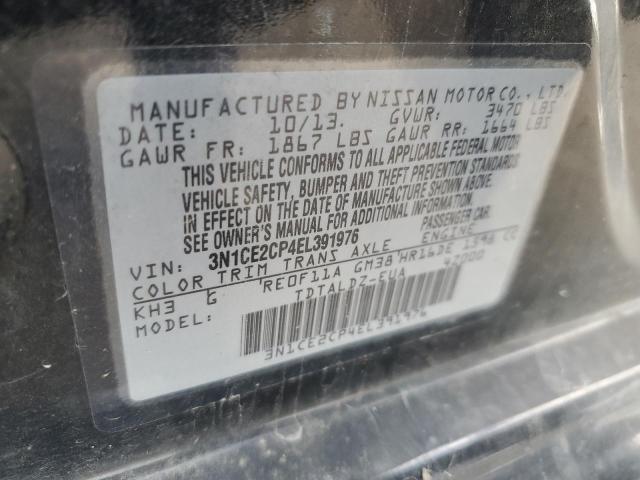 MANUFACTURED BY NISSAN MOTOR CO., LTD.
DATE: 10/13. GVWR: 3470 LBS
GAWR FR: 1867 LBS GAWR RR: 1664 LBS
THIS VEHICLE CONFORMS TO ALL APPLICABLE FEDERAL MOTOR
VEHICLE SAFETY, BUMPER AND THEFT PREVENTION STANDARDS
IN EFFECT ON THE DATE OF MANUFACTURE SHOWN ABOVE.
SEE OWNER'S MANUAL FOR ADDITIONAL INFORMATION.
VIN: 3N1CE2CP4EL391976 PASSENGER CAR.
COLOR TRIM TRANS AXLE ENGINE
KH3 G RE0F11A GM38 HR16DE 1598 CC
MODEL: TDTALDZ-EUA 42000
3N1CE2CP4EL391976